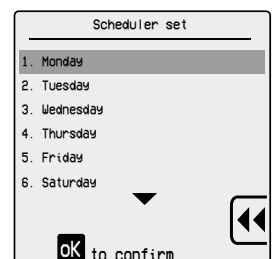 Scheduler set
1. Monday
2. Tuesday
3. Wednesday
4. Thursday
5. Friday
6. Saturday
oK to confirm